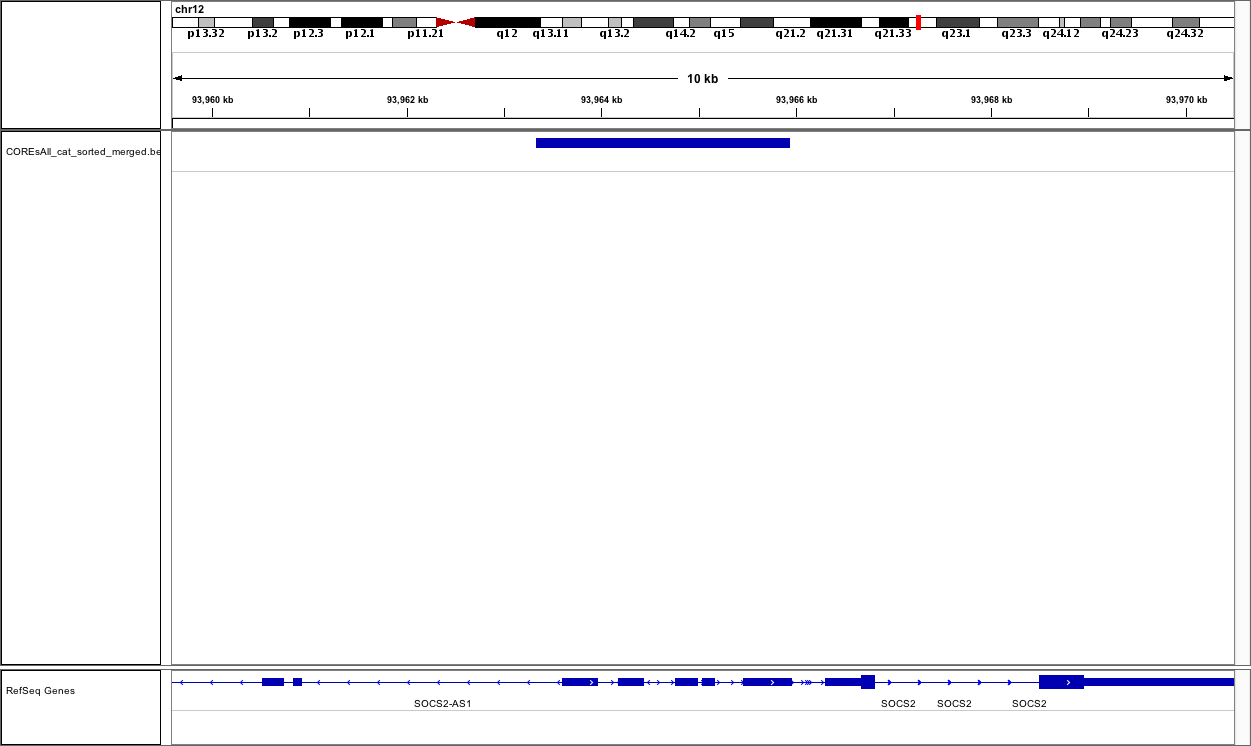 chr12
p13.32 p13.2 p12.3 p12.1 p11.21 q12 q13.11 q13.2 q14.2 q15 q21.2 q21.31 q21.33 q23.1 q23.3 q24.12 q24.23 q24.32
10 kb
93,960 kb 93,962 kb 93,964 kb 93,966 kb 93,968 kb 93,970 kb
COREsAll_cat_sorted_merged.be
RefSeq Genes
SOCS2-AS1 SOCS2 SOCS2 SOCS2